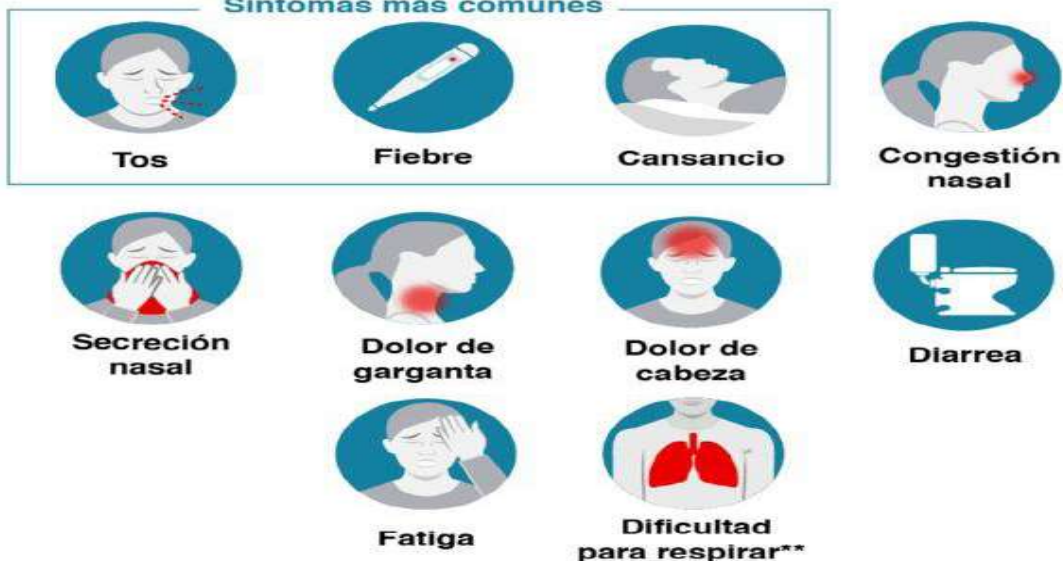 Síntomas más comunes
Tos
Fiebre
Cansancio
Congestión
nasal
Secreción
nasal
Dolor de
garganta
Dolor de
cabeza
Diarrea
Fatiga
Dificultad
para respirar**